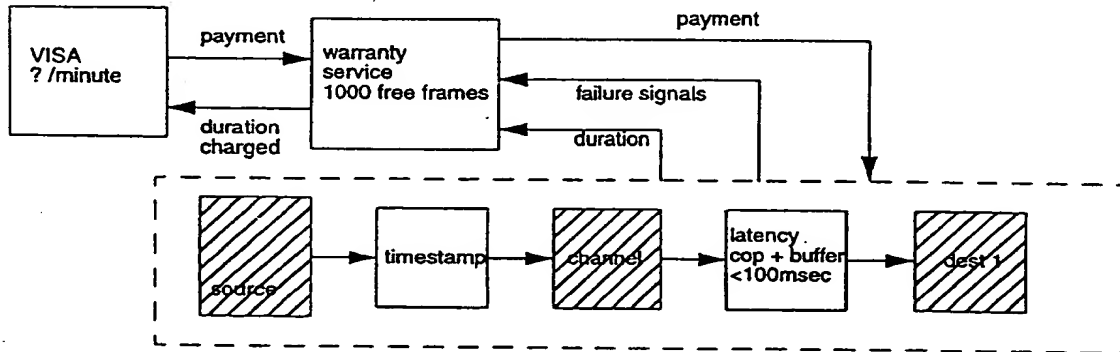 payment
payment
VISA
? /minute
warranty
service
1000 free frames
failure signals
duration
charged
duration
source
timestamp
channel
latency
cop + buffer
<100msec
dest 1